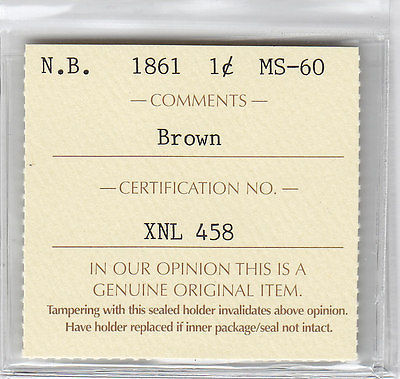 N.B. 1861 1¢ MS-60
— COMMENTS —
Brown
— CERTIFICATION NO. —
XNL 458
IN OUR OPINION THIS IS A
GENUINE ORIGINAL ITEM.
Tampering with this sealed holder invalidates above opinion.
Have holder replaced if inner package/seal not intact.